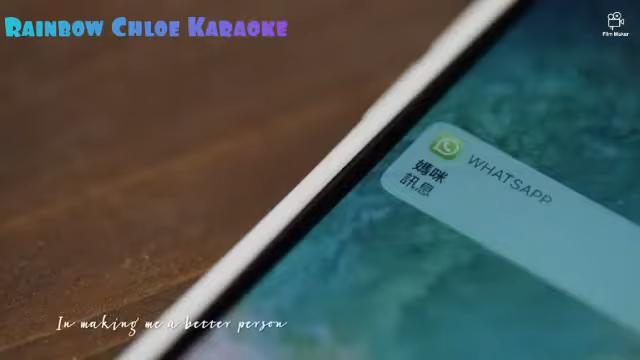 RAINBOW CHLOE KARAOKE
Film Maker
WHATSAPP
媽咪
訊息
In making me a better person